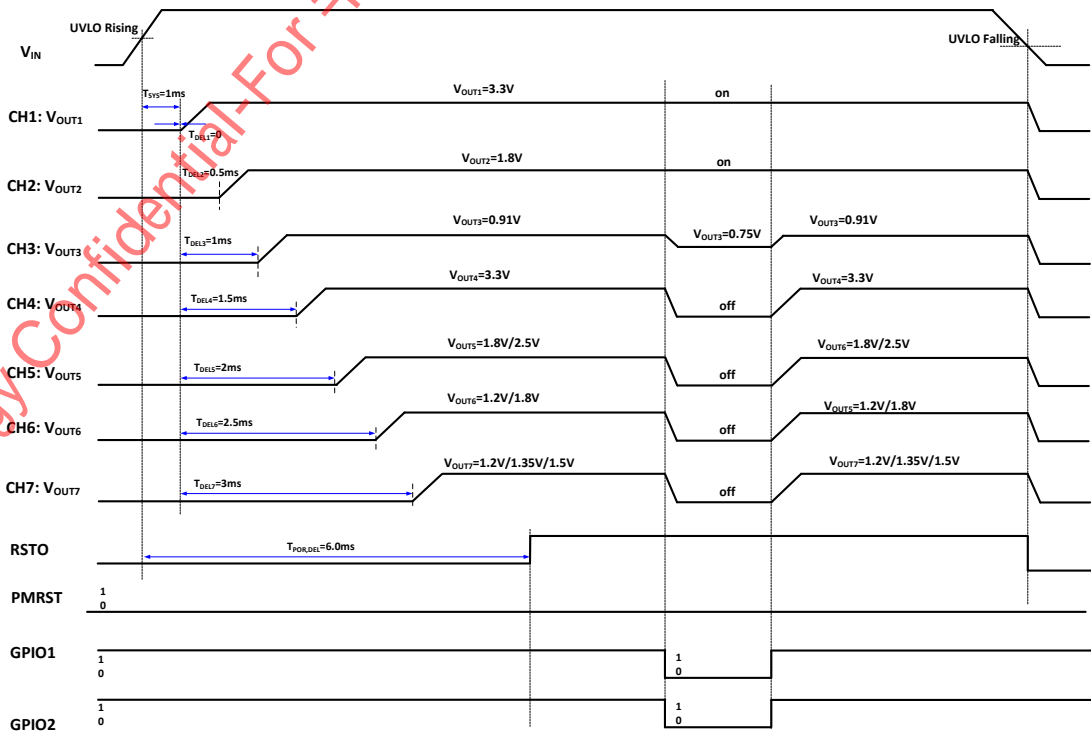 UVLO Rising
UVLO Falling
VIN
TSYS=1ms
VOUT1=3.3V
on
CH1: VOUT1
TDEL1=0
VOUT2=1.8V
on
TDEL2=0.5ms
CH2: VOUT2
VOUT3=0.91V
VOUT3=0.75V
VOUT3=0.91V
TDEL3=1ms
CH3: VOUT3
VOUT4=3.3V
VOUT4=3.3V
CH4: VOUT4
TDEL4=1.5ms
off
VOUT5=1.8V/2.5V
VOUT6=1.8V/2.5V
TDEL5=2ms
CH5: VOUT5
off
VOUT6=1.2V/1.8V
VOUT5=1.2V/1.8V
TDEL6=2.5ms
CH6: VOUT6
off
VOUT7=1.2V/1.35V/1.5V
VOUT7=1.2V/1.35V/1.5V
TDEL7=3ms
CH7: VOUT7
off
RSTO
TPOR,DEL=6.0ms
PMRST
1
0
GPIO1
1
0
1
0
GPIO2
1
0
1
0
gy Confidential-For